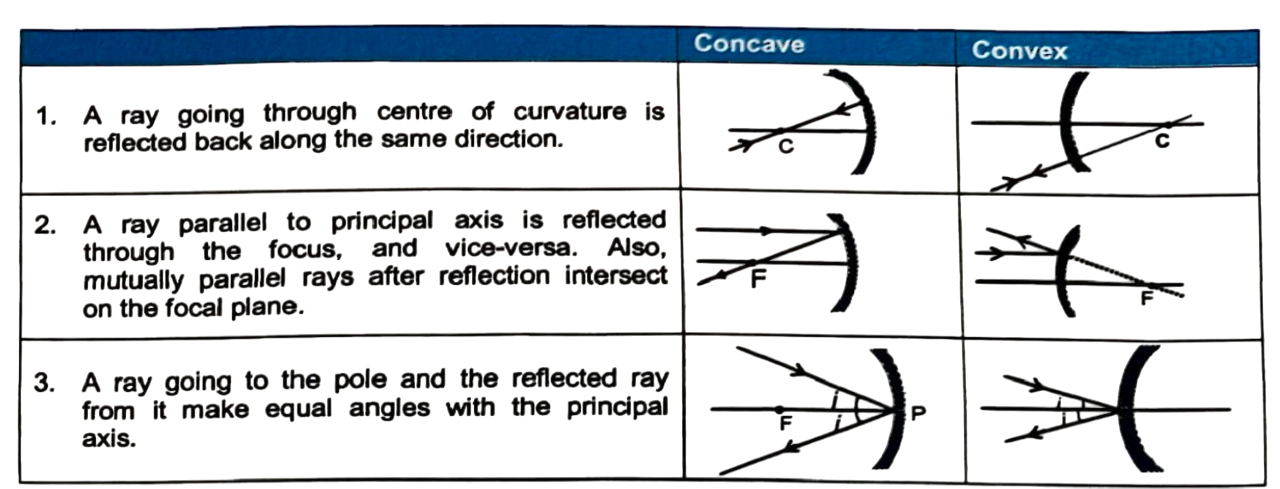 Concave
Convex
1. A ray going through centre of curvature is
reflected back along the same direction.
C
C
2. A ray parallel to principal axis is reflected
through the focus, and vice-versa. Also,
mutually parallel rays after reflection intersect
on the focal plane.
F
F
3. A ray going to the pole and the reflected ray
from it make equal angles with the principal
axis.
i
i
F
P
i
i